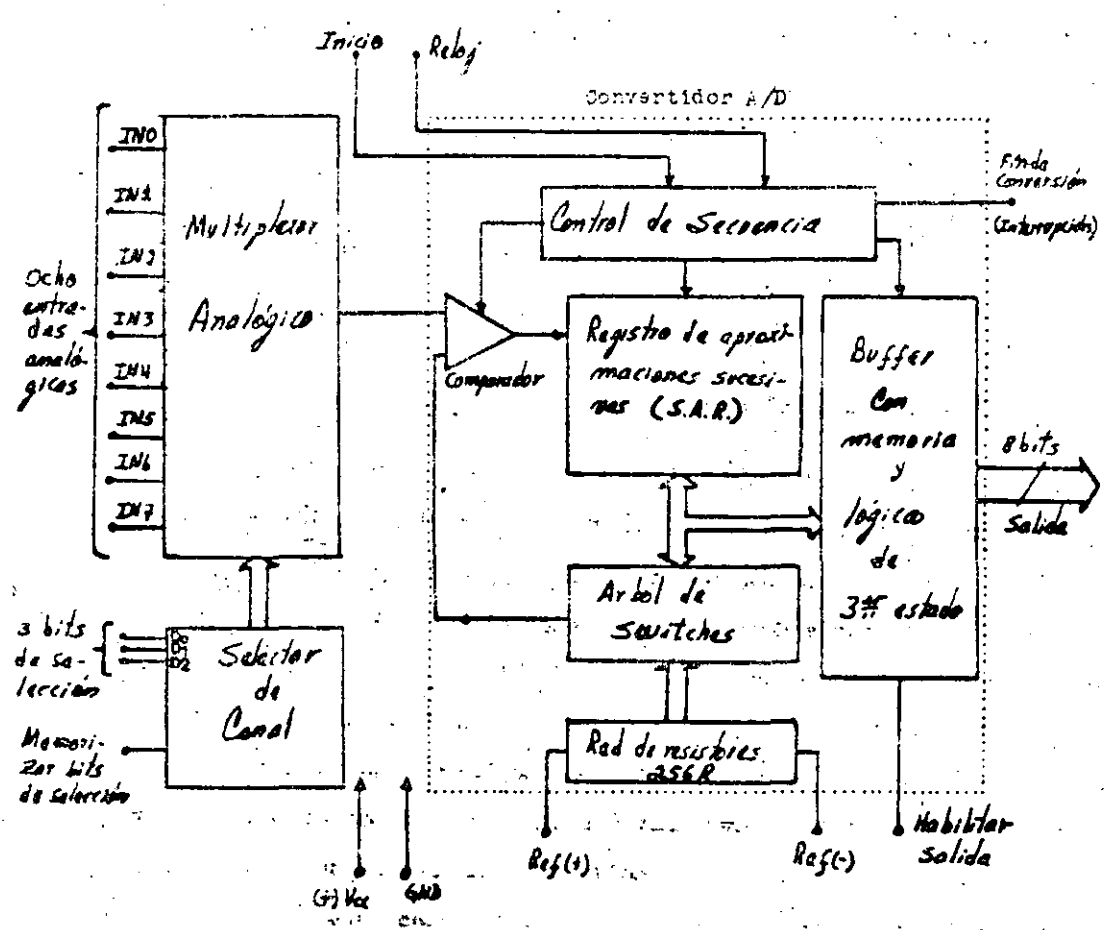 Inicio
Reloj
Convertidor A/D
IN0
IN1
IN2
IN3
IN4
IN5
IN6
IN7
Ocho
entra-
das
analó-
gicas
Multiplexor
Analógico
Control de Secuencia
Fin de
Conversión
(Interrupción)
Comparador
Registro de aproxi-
maciones sucesi-
vas (S.A.R.)
Buffer
Con
memoria
y
lógica
de
3er estado
8 bits
Salida
Arbol de
Switches
3 bits
de se-
lección
Selector
de
Canal
Memori-
zar bits
de selección
Red de resistores
256R
Ref(+)
Ref(-)
Habilitar
Salida
(+) Vcc
GND